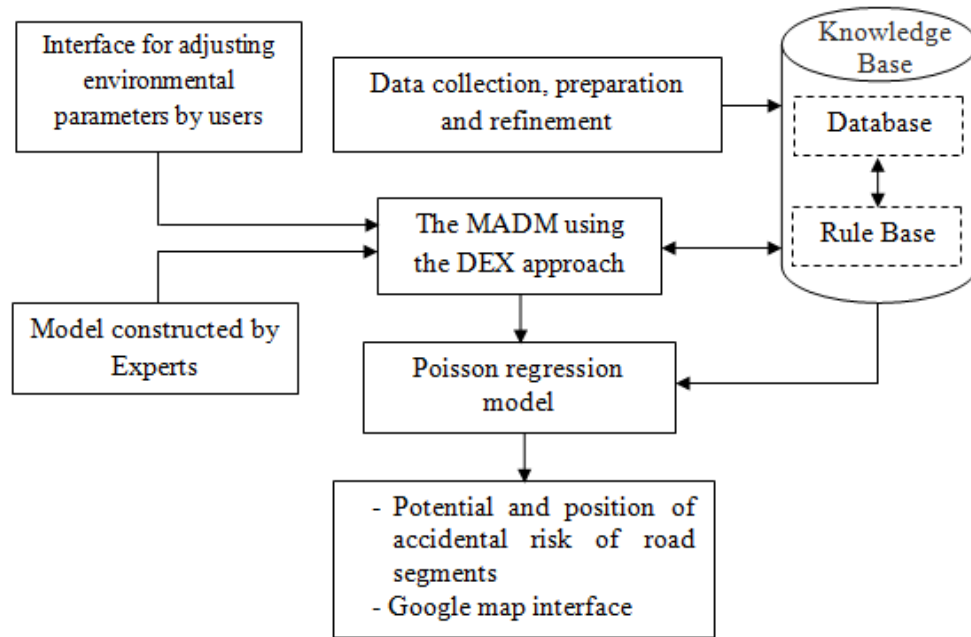 Interface for adjusting
environmental
parameters by users
Data collection, preparation
and refinement
Knowledge
Base
Database
Rule Base
The MADM using
the DEX approach
Model constructed by
Experts
Poisson regression
model
- Potential and position of
accidental risk of road
segments
- Google map interface